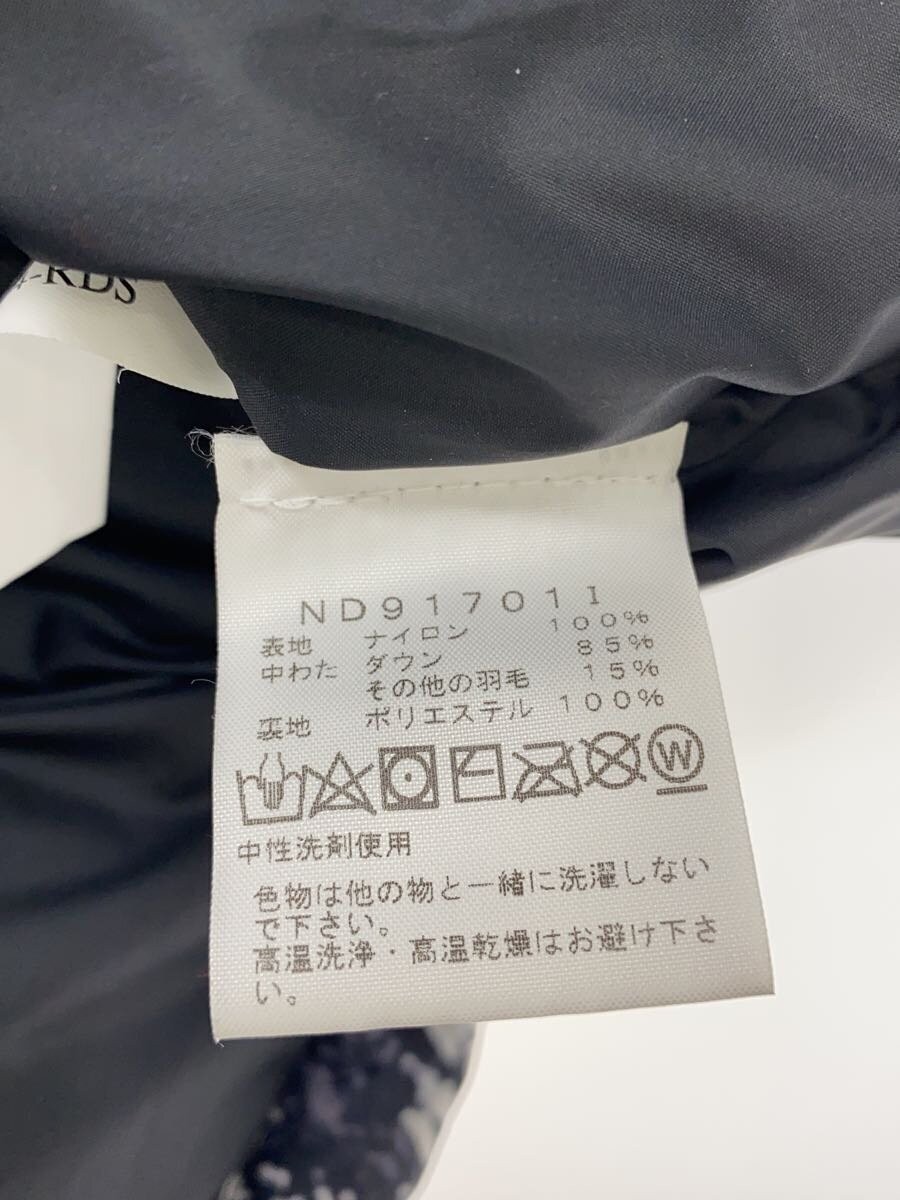 -RDS
ND91701I
表地 ナイロン 100%
中わた ダウン 85%
その他の羽毛 15%
裏地 ポリエステル 100%
W
中性洗剤使用
色物は他の物と一緒に洗濯しない
で下さい。
高温洗浄・高温乾燥はお避け下さ
い。